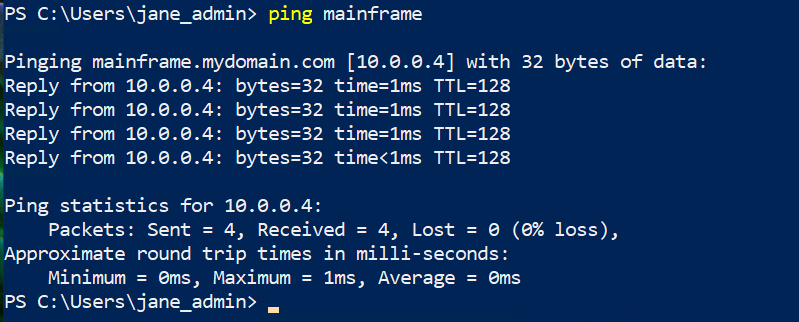 PS C:\Users\jane_admin> ping mainframe
Pinging mainframe.mydomain.com [10.0.0.4] with 32 bytes of data:
Reply from 10.0.0.4: bytes=32 time=1ms TTL=128
Reply from 10.0.0.4: bytes=32 time=1ms TTL=128
Reply from 10.0.0.4: bytes=32 time=1ms TTL=128
Reply from 10.0.0.4: bytes=32 time<1ms TTL=128
Ping statistics for 10.0.0.4:
    Packets: Sent = 4, Received = 4, Lost = 0 (0% loss),
Approximate round trip times in milli-seconds:
    Minimum = 0ms, Maximum = 1ms, Average = 0ms
PS C:\Users\jane_admin>